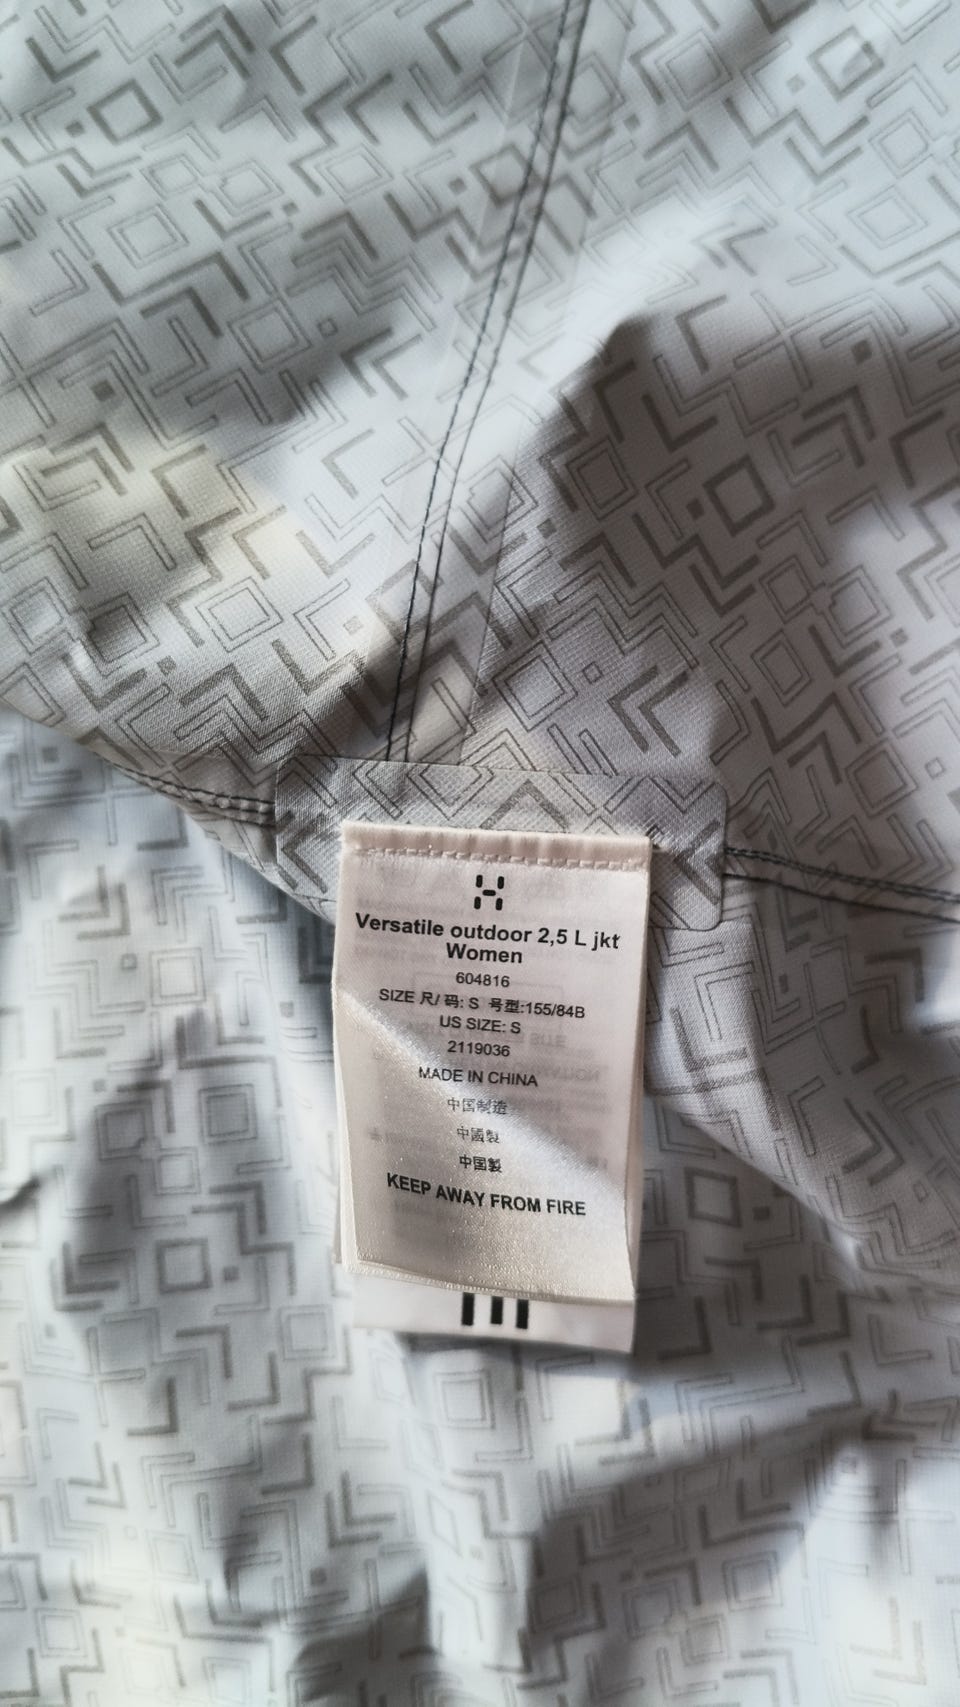 Versatile outdoor 2,5 L jkt
Women
604816
SIZE 尺/ 码: S 号型:155/84B
US SIZE: S
2119036
MADE IN CHINA
中国制造
中國製
中国製
KEEP AWAY FROM FIRE